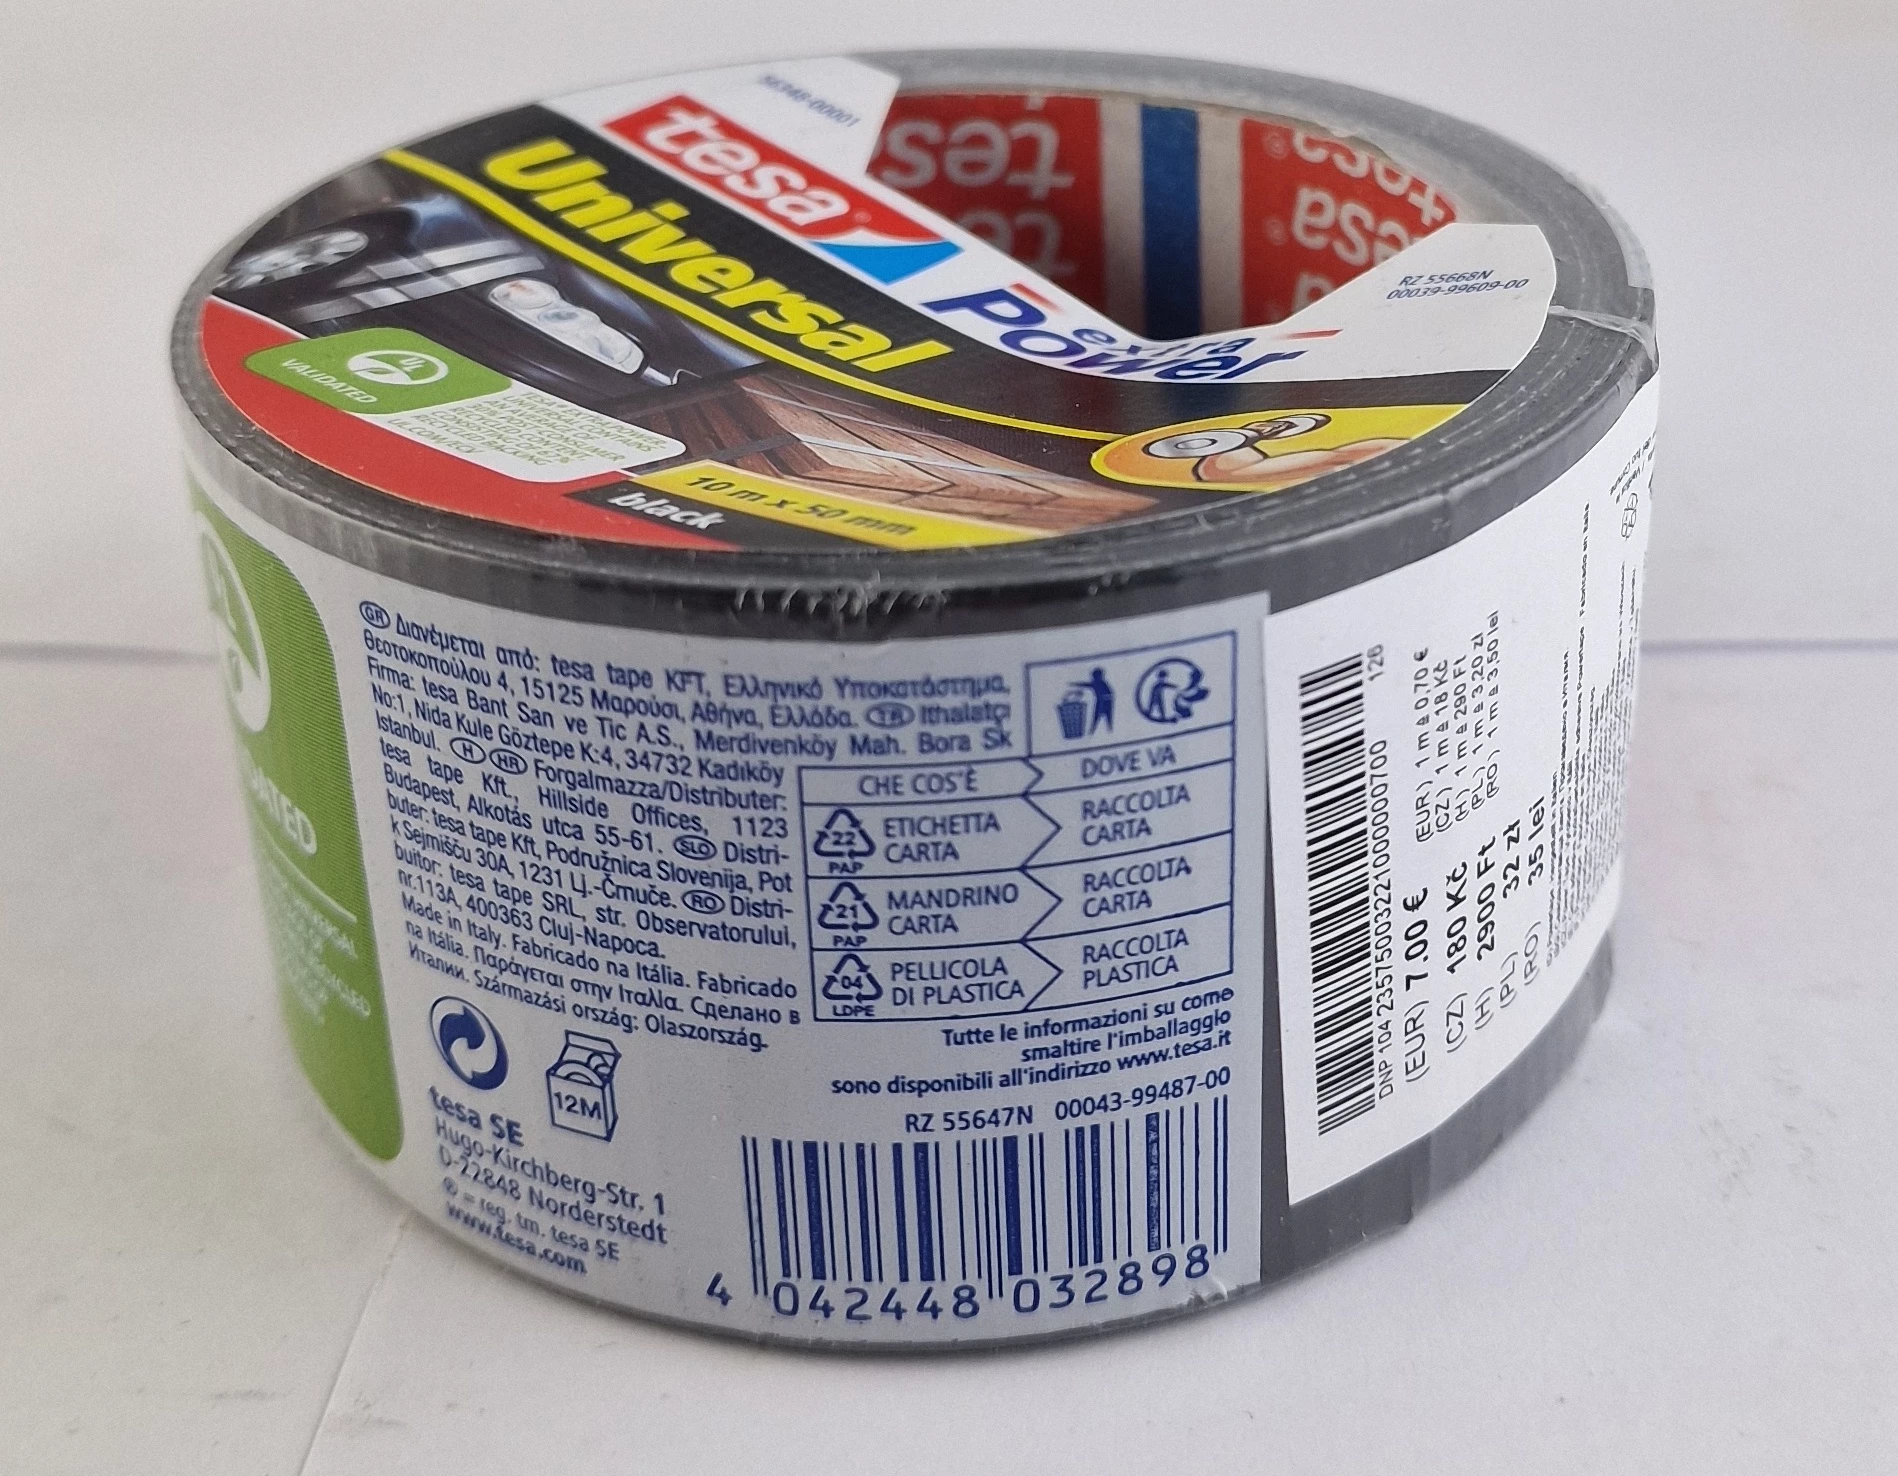 56348-00001
tesa
extra
Power
Universal
RZ 55668N
00039-99609-00
VALIDATED
10 m x 50 mm
black
tesa
tesa
tesa
GR Διανέμεται από: tesa tape KFT, Ελληνικό Υποκατάστημα,
Θεοτοκοπούλου 4, 15125 Μαρούσι, Αθήνα, Ελλάδα. TR Ithalatçı
Firma: tesa Bant San ve Tic A.S., Merdivenköy Mah. Bora Sk
No:1, Nida Kule Göztepe K:4, 34732 Kadıköy
Istanbul. H HR Forgalmazza/Distributer:
tesa tape Kft., Hillside Offices, 1123
Budapest, Alkotás utca 55-61. SLO Distri-
buter: tesa tape Kft, Podružnica Slovenija, Pot
k Sejmišču 30A, 1231 Lj.-Črnuče. RO Distri-
buitor: tesa tape SRL, str. Observatorului,
nr.113A, 400363 Cluj-Napoca.
Made in Italy. Fabricado na Itália. Fabricado
na Itália. Παράγεται στην Ιταλία. Сделано в
Италии. Származási ország: Olaszország.
CHE COS'È DOVE VA
22 PAP ETICHETTA CARTA RACCOLTA CARTA
21 PAP MANDRINO CARTA RACCOLTA CARTA
04 LDPE PELLICOLA DI PLASTICA RACCOLTA PLASTICA
Tutte le informazioni su come
smaltire l'imballaggio
sono disponibili all'indirizzo www.tesa.it
RZ 55647N 00043-99487-00
12M
tesa SE
Hugo-Kirchberg-Str. 1
D-22848 Norderstedt
® = reg. tm. tesa SE
www.tesa.com
4 042448 032898
126
DNP 104 2357500322100000700
(EUR) 7.00 € (EUR) 1 m ≙ 0,70 €
(CZ) 180 Kč (CZ) 1 m ≙ 18 Kč
(H) 2900 Ft (H) 1 m ≙ 290 Ft
(PL) 32 zł (PL) 1 m ≙ 3,20 zł
(RO) 35 lei (RO) 1 m ≙ 3,50 lei